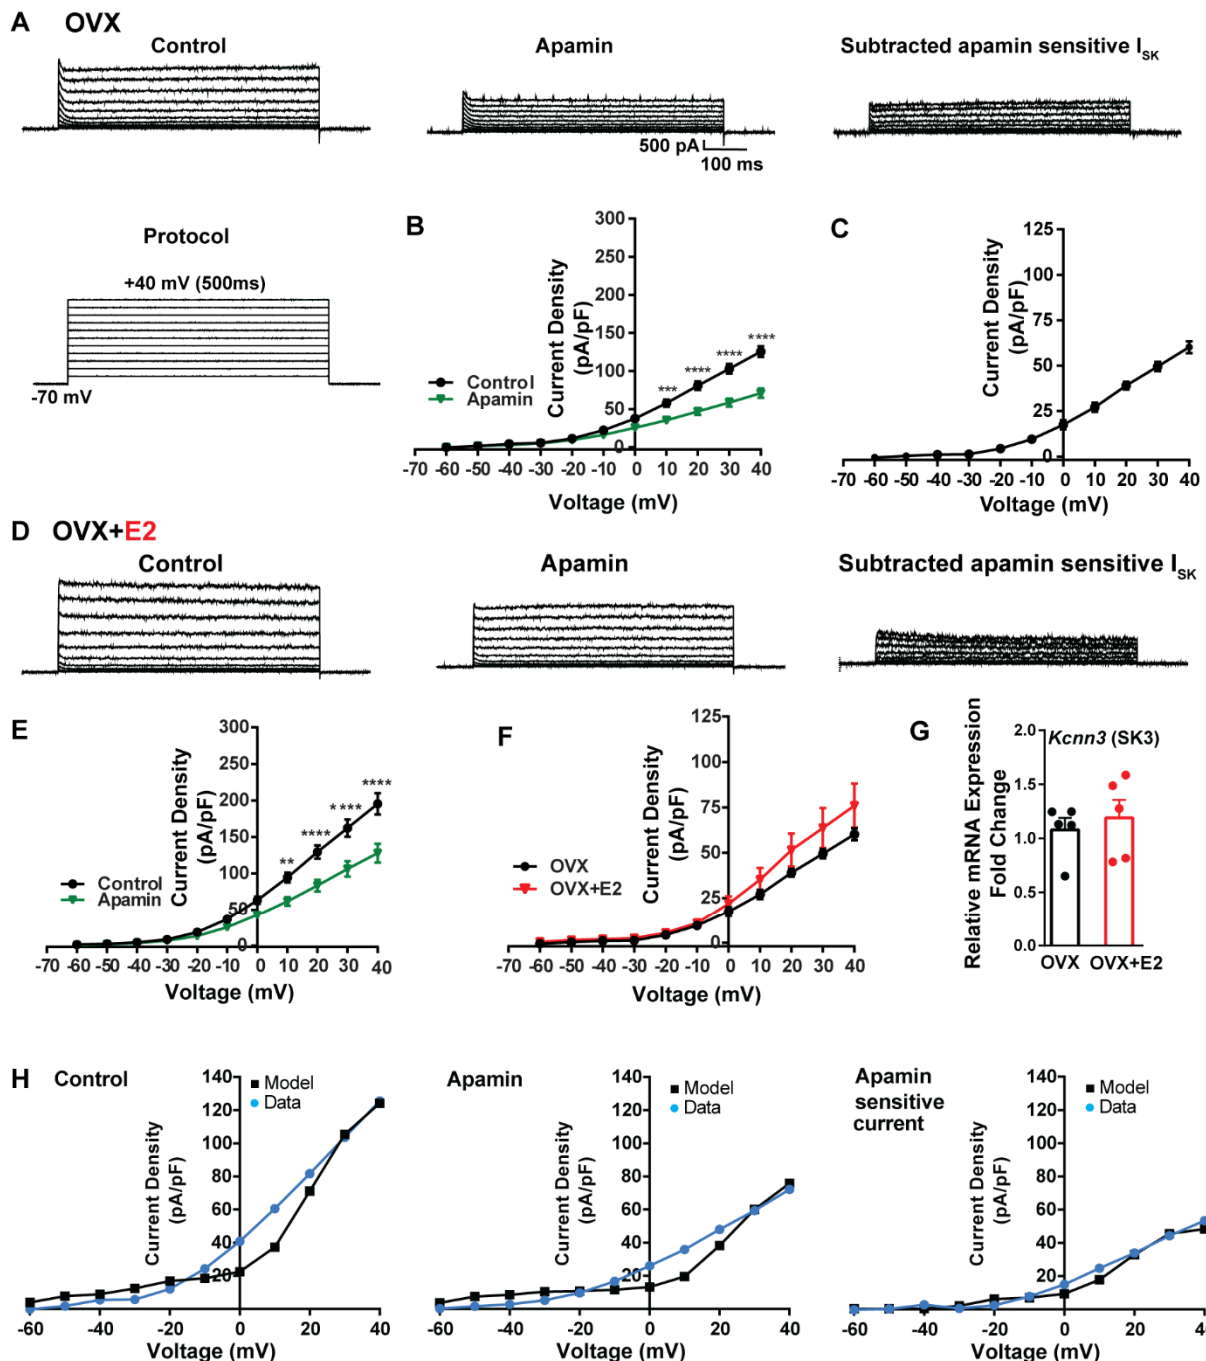 A OVX
Control
Apamin
Subtracted apamin sensitive I_SK
500 pA
100 ms
Protocol
+40 mV (500ms)
-70 mV
B
300
250
200
150
100
50
0
Current Density
(pA/pF)
***
****
****
****
Control
Apamin
-70 -60 -50 -40 -30 -20 -10 0 10 20 30 40
Voltage (mV)
C
125
100
75
50
25
0
Current Density
(pA/pF)
-70 -60 -50 -40 -30 -20 -10 0 10 20 30 40
Voltage (mV)
D OVX+E2
Control
Apamin
Subtracted apamin sensitive I_SK
E
300
250
200
150
100
50
0
Current Density
(pA/pF)
**
****
****
****
Control
Apamin
-70 -60 -50 -40 -30 -20 -10 0 10 20 30 40
Voltage (mV)
F
125
100
75
50
25
0
Current Density
(pA/pF)
OVX
OVX+E2
-70 -60 -50 -40 -30 -20 -10 0 10 20 30 40
Voltage (mV)
G
Kcnn3 (SK3)
2.0
1.5
1.0
0.5
0.0
Relative mRNA Expression
Fold Change
OVX OVX+E2
H Control
140
120
100
80
60
40
20
Current Density
(pA/pF)
Model
Data
-60 -40 -20 0 20 40
Voltage (mV)
Apamin
140
120
100
80
60
40
20
Current Density
(pA/pF)
Model
Data
-60 -40 -20 0 20 40
Voltage (mV)
Apamin
sensitive
current
140
120
100
80
60
40
20
Current Density
(pA/pF)
Model
Data
-60 -40 -20 0 20 40
Voltage (mV)